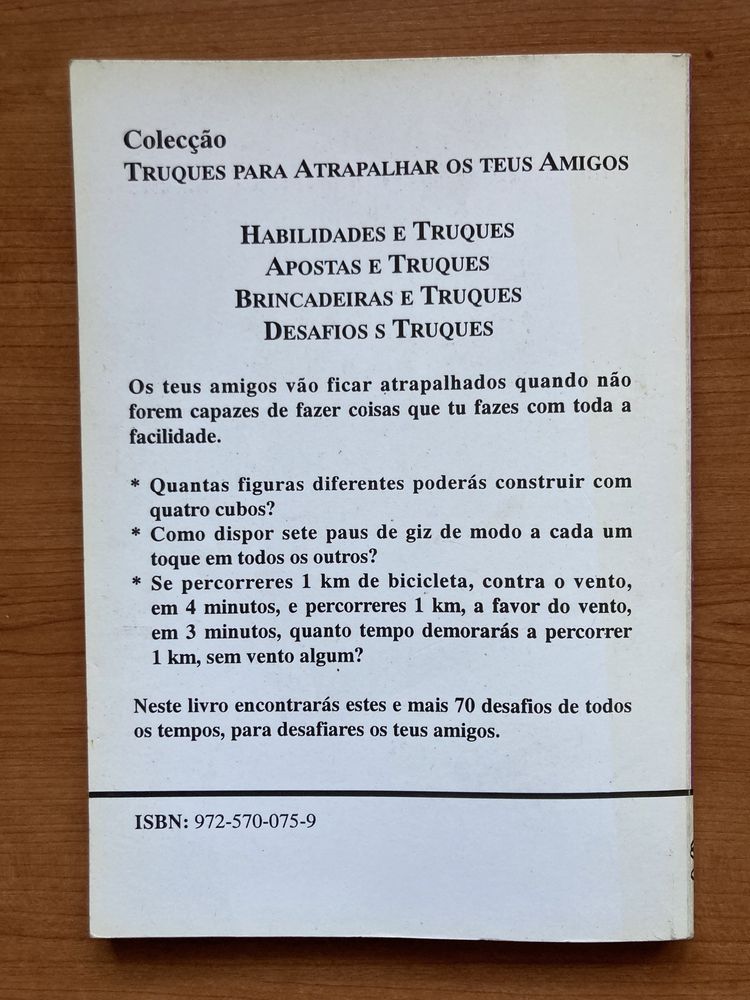 Colecção
TRUQUES PARA ATRAPALHAR OS TEUS AMIGOS
HABILIDADES E TRUQUES
APOSTAS E TRUQUES
BRINCADEIRAS E TRUQUES
DESAFIOS S TRUQUES
Os teus amigos vão ficar atrapalhados quando não
forem capazes de fazer coisas que tu fazes com toda a
facilidade.
* Quantas figuras diferentes poderás construir com
quatro cubos?
* Como dispor sete paus de giz de modo a cada um
toque em todos os outros?
* Se percorreres 1 km de bicicleta, contra o vento,
em 4 minutos, e percorreres 1 km, a favor do vento,
em 3 minutos, quanto tempo demorarás a percorrer
1 km, sem vento algum?
Neste livro encontrarás estes e mais 70 desafios de todos
os tempos, para desafiares os teus amigos.
ISBN: 972-570-075-9